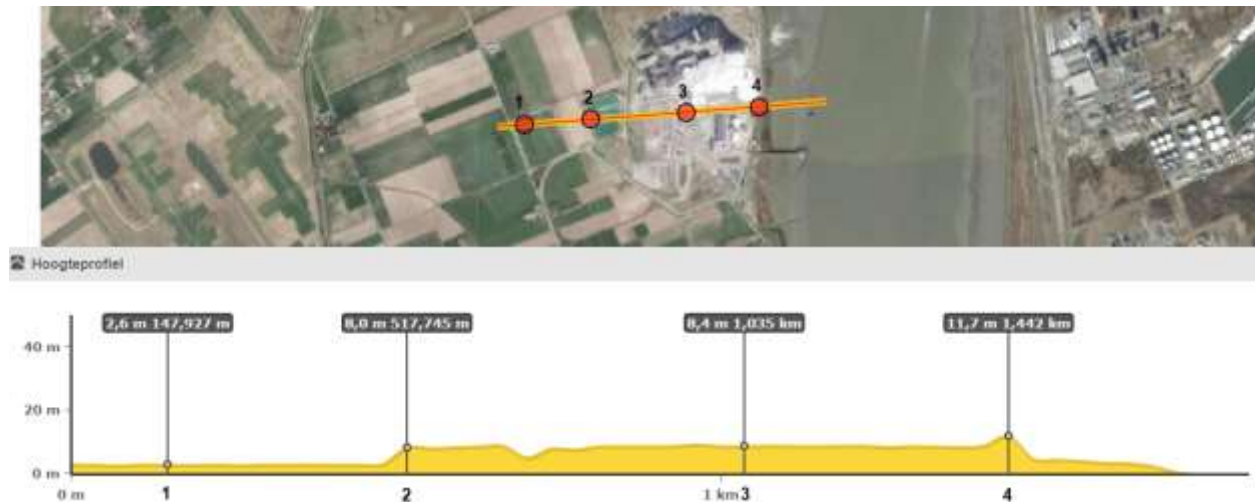 1 2 3 4
Hoogteprofiel
2,6 m 147,927 m 8,0 m 517,745 m 8,4 m 1,035 km 11,7 m 1,442 km
40 m
20 m
0 m
0 m 1 2 1 km 3 4